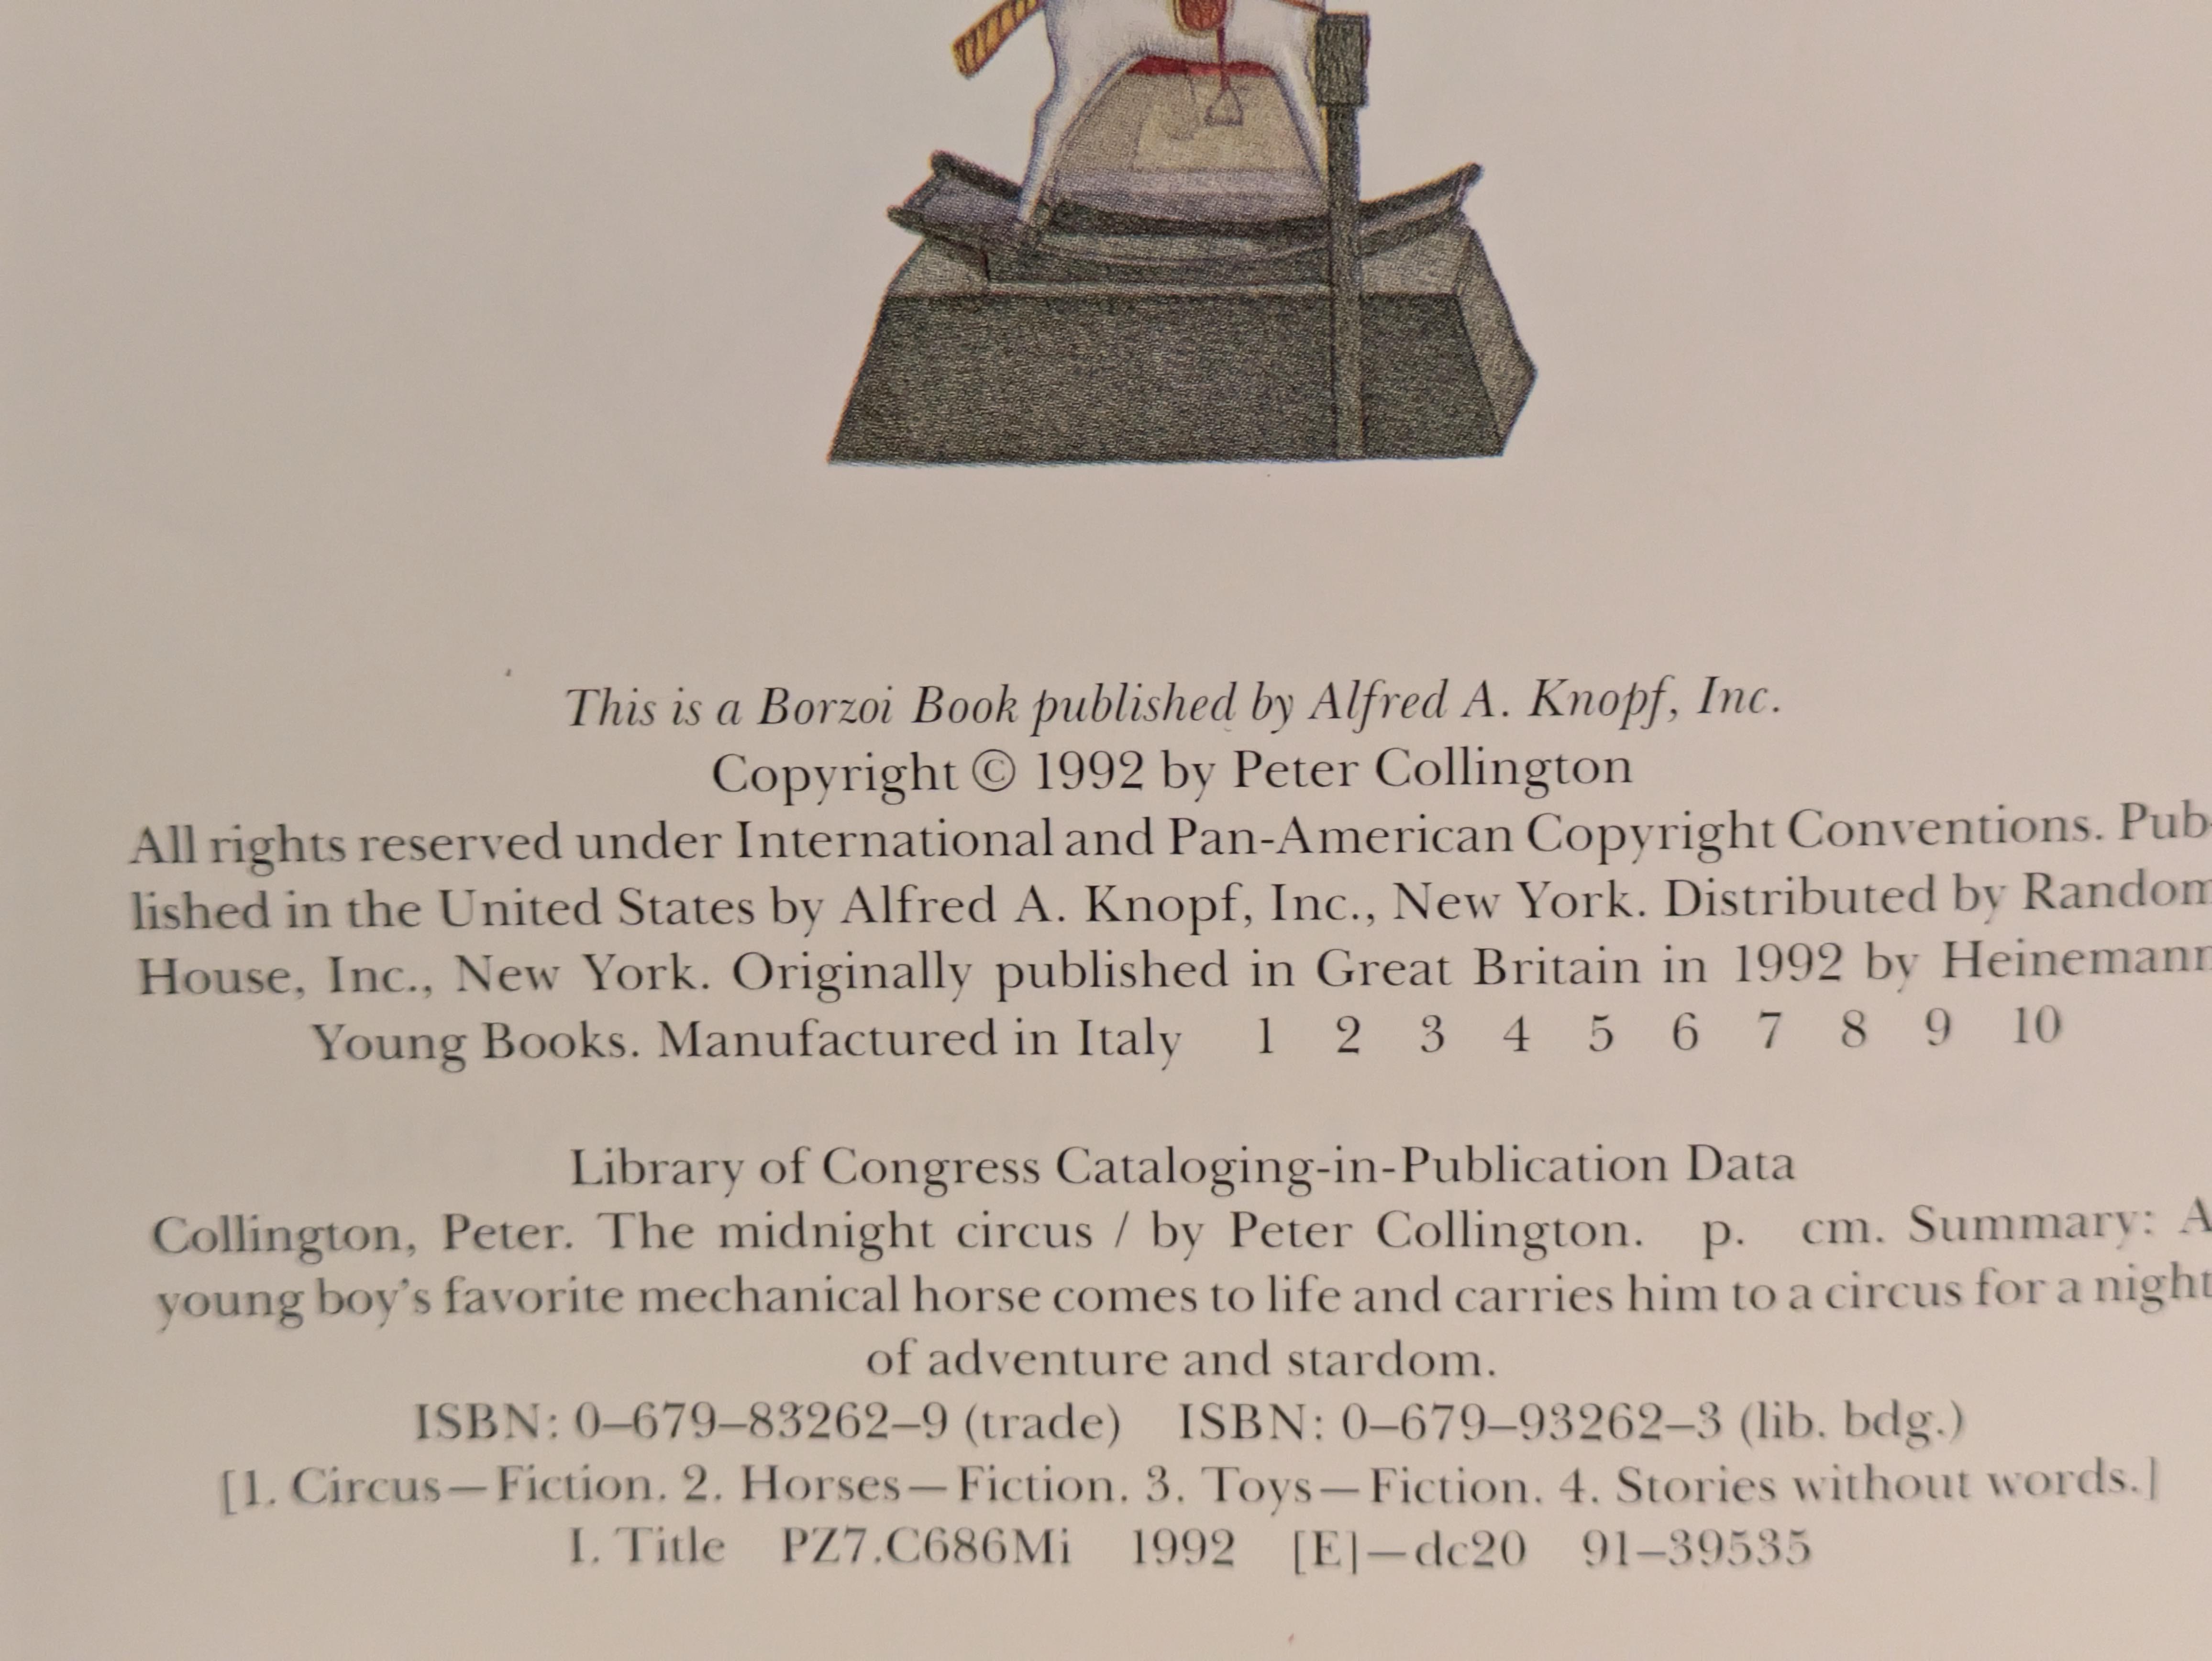 This is a Borzoi Book published by Alfred A. Knopf, Inc.
Copyright © 1992 by Peter Collington
All rights reserved under International and Pan-American Copyright Conventions. Pub-
lished in the United States by Alfred A. Knopf, Inc., New York. Distributed by Random
House, Inc., New York. Originally published in Great Britain in 1992 by Heinemann
Young Books. Manufactured in Italy 1 2 3 4 5 6 7 8 9 10
Library of Congress Cataloging-in-Publication Data
Collington, Peter. The midnight circus / by Peter Collington. p. cm. Summary: A
young boy's favorite mechanical horse comes to life and carries him to a circus for a night
of adventure and stardom.
ISBN: 0–679–83262–9 (trade) ISBN: 0–679–93262–3 (lib. bdg.)
[1. Circus—Fiction. 2. Horses—Fiction. 3. Toys—Fiction. 4. Stories without words.]
I. Title PZ7.C686Mi 1992 [E]—dc20 91–39535